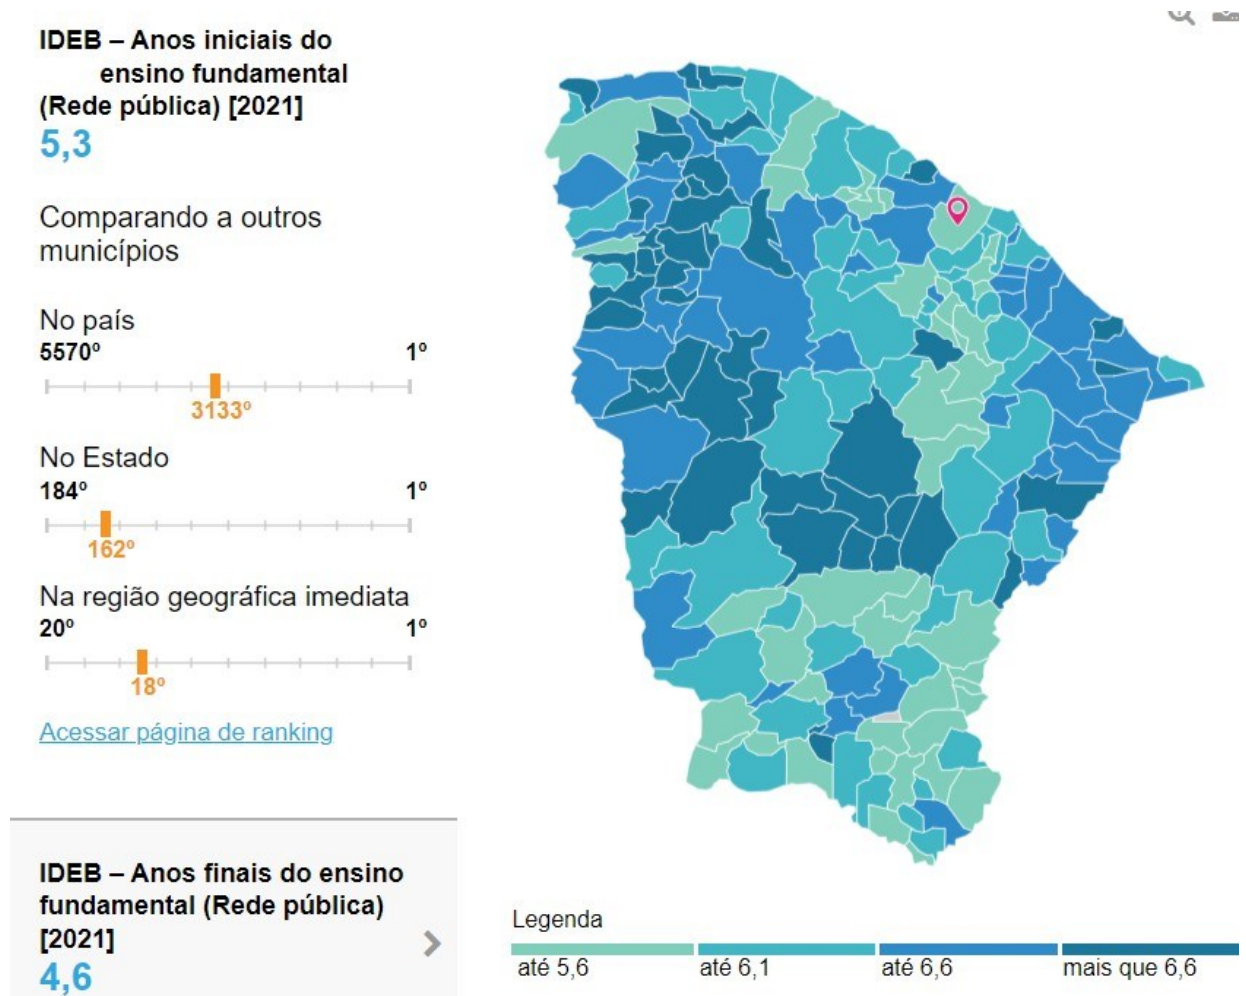 IDEB – Anos iniciais do
ensino fundamental
(Rede pública) [2021]
5,3
Comparando a outros
municípios
No país
5570º 1º
3133º
No Estado
184º 1º
162º
Na região geográfica imediata
20º 1º
18º
Acessar página de ranking
IDEB – Anos finais do ensino
fundamental (Rede pública)
[2021]
4,6
Legenda
até 5,6 até 6,1 até 6,6 mais que 6,6